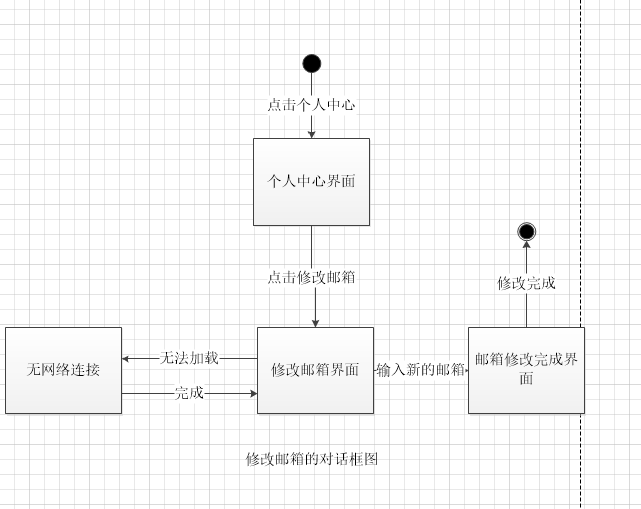 点击个人中心
个人中心界面
点击修改邮箱
修改完成
无网络连接
无法加载
完成
修改邮箱界面
输入新的邮箱
邮箱修改完成界
面
修改邮箱的对话框图